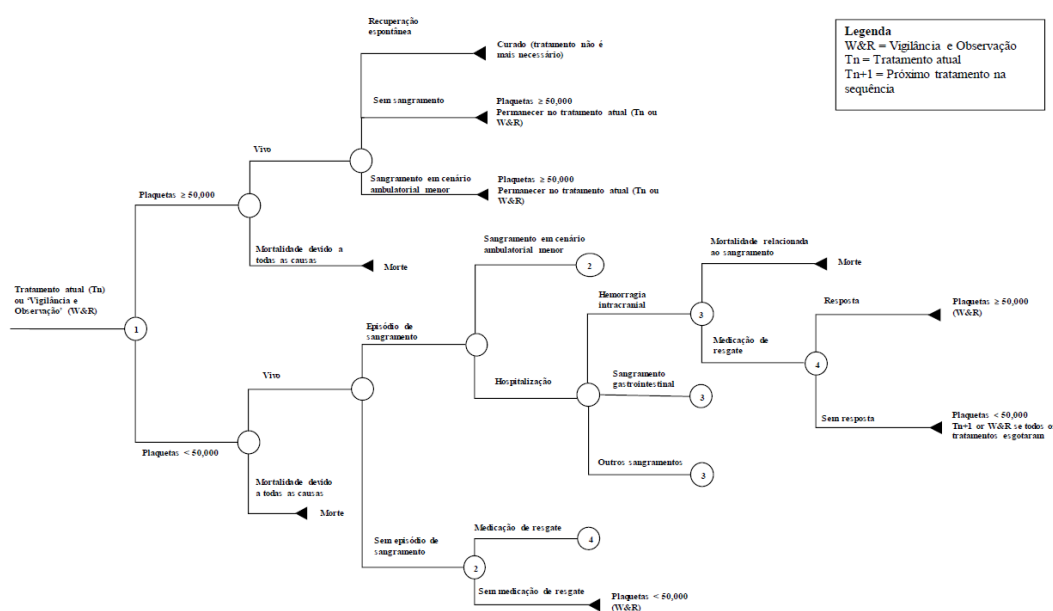 Recuperação
espontânea
Curado (tratamento não é
mais necessário)
Legenda
W&R = Vigilância e Observação
Tn = Tratamento atual
Tn+1 = Próximo tratamento na
sequência
Sem sangramento
Plaquetas ≥ 50,000
Permanecer no tratamento atual (Tn ou
W&R)
Vivo
Plaquetas ≥ 50,000
Sangramento em cenário
ambulatorial menor
Plaquetas ≥ 50,000
Permanecer no tratamento atual (Tn ou
W&R)
Mortalidade devido a
todas as causas
Morte
Sangramento em cenário
ambulatorial menor
2
Mortalidade relacionada
ao sangramento
Morte
Tratamento atual (Tn)
ou ‘Vigilância e
Observação’ (W&R)
1
Episódio de
sangramento
Hemorragia
intracranial
3
Resposta
Plaquetas ≥ 50,000
(W&R)
Medicação de
resgate
4
Vivo
Hospitalização
Sangramento
gastrointestinal
3
Sem resposta
Plaquetas < 50,000
Tn+1 or W&R se todos os
tratamentos esgotaram
Plaquetas < 50,000
Outros sangramentos
3
Mortalidade devido
a todas as causas
Morte
Sem episódio de
sangramento
2
Medicação de resgate
4
Sem medicação de resgate
Plaquetas < 50,000
(W&R)